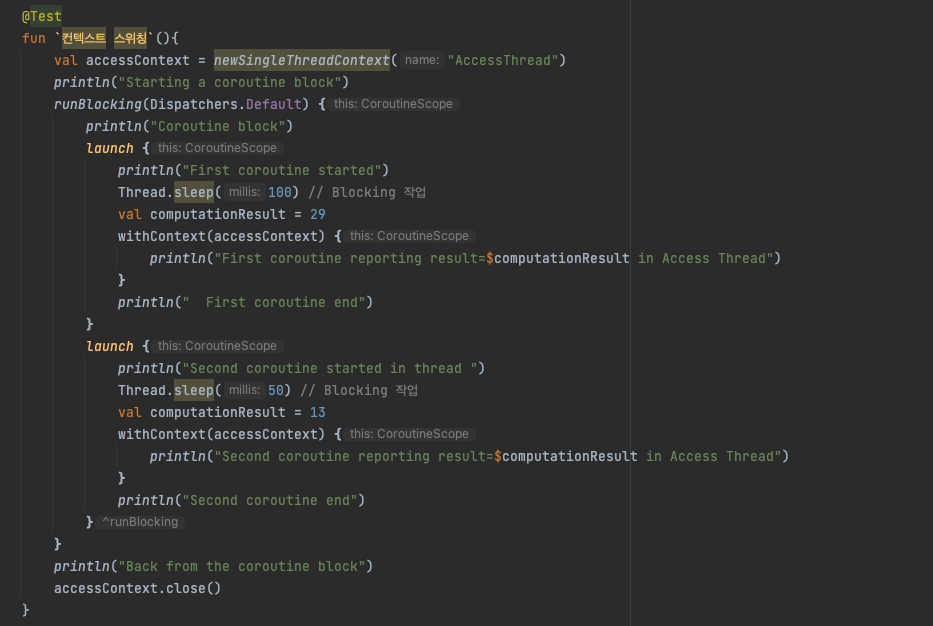 @Test
fun `컨텍스트 스위칭`(){
val accessContext = newSingleThreadContext( name: "AccessThread")
println("Starting a coroutine block")
runBlocking(Dispatchers.Default) { this: CoroutineScope
println("Coroutine block")
launch { this: CoroutineScope
println("First coroutine started")
Thread.sleep( millis: 100) // Blocking 작업
val computationResult = 29
withContext(accessContext) { this: CoroutineScope
println("First coroutine reporting result=$computationResult in Access Thread")
}
println("  First coroutine end")
}
launch { this: CoroutineScope
println("Second coroutine started in thread ")
Thread.sleep( millis: 50) // Blocking 작업
val computationResult = 13
withContext(accessContext) { this: CoroutineScope
println("Second coroutine reporting result=$computationResult in Access Thread")
}
println("Second coroutine end")
} ^runBlocking
}
println("Back from the coroutine block")
accessContext.close()
}